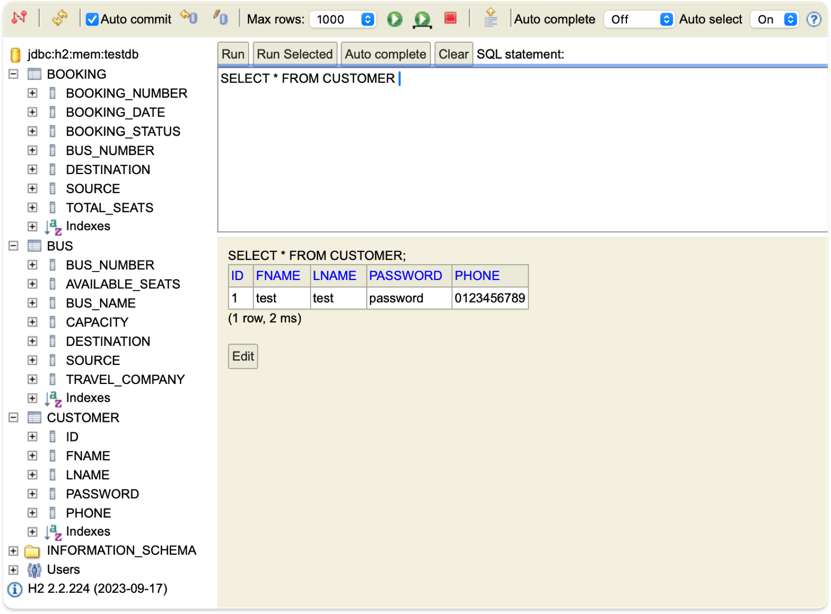 Auto commit Max rows: 1000 Auto complete Off Auto select On ?
jdbc:h2:mem:testdb
BOOKING
BOOKING_NUMBER
BOOKING_DATE
BOOKING_STATUS
BUS_NUMBER
DESTINATION
SOURCE
TOTAL_SEATS
Indexes
BUS
BUS_NUMBER
AVAILABLE_SEATS
BUS_NAME
CAPACITY
DESTINATION
SOURCE
TRAVEL_COMPANY
Indexes
CUSTOMER
ID
FNAME
LNAME
PASSWORD
PHONE
Indexes
INFORMATION_SCHEMA
Users
H2 2.2.224 (2023-09-17)
Run Run Selected Auto complete Clear SQL statement:
SELECT * FROM CUSTOMER
SELECT * FROM CUSTOMER;
ID FNAME LNAME PASSWORD PHONE
1 test test password 0123456789
(1 row, 2 ms)
Edit